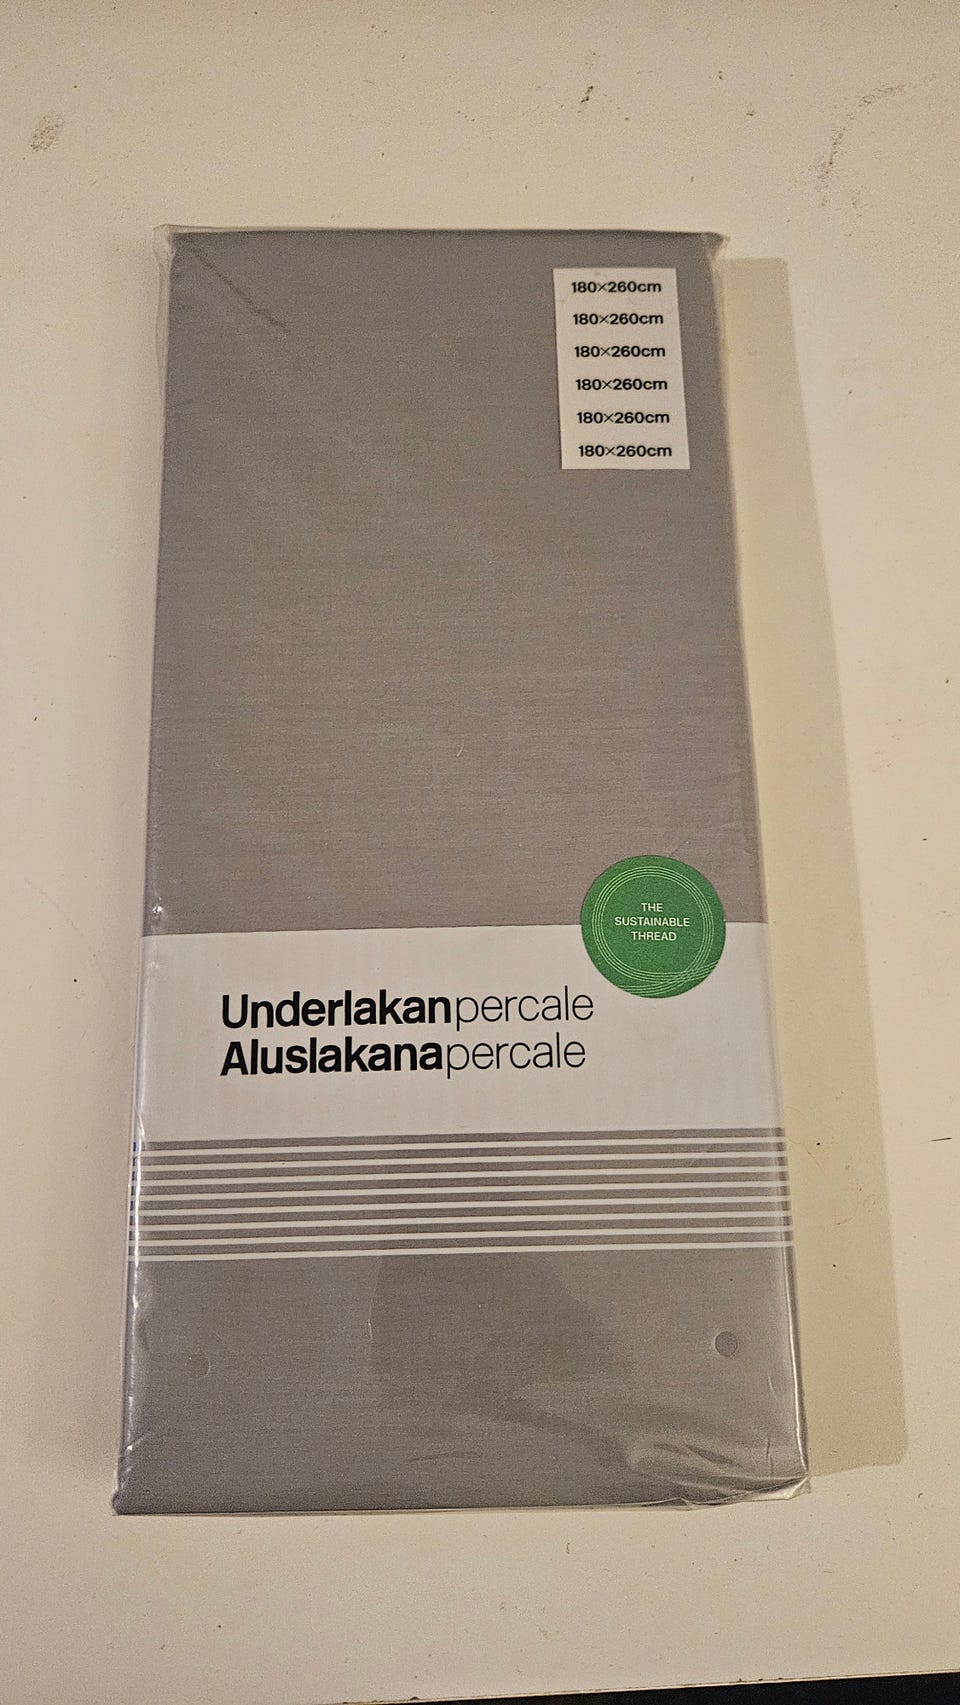 180×260cm
180×260cm
180×260cm
180×260cm
180×260cm
180×260cm
THE
SUSTAINABLE
THREAD
Underlakanpercale
Aluslakanapercale